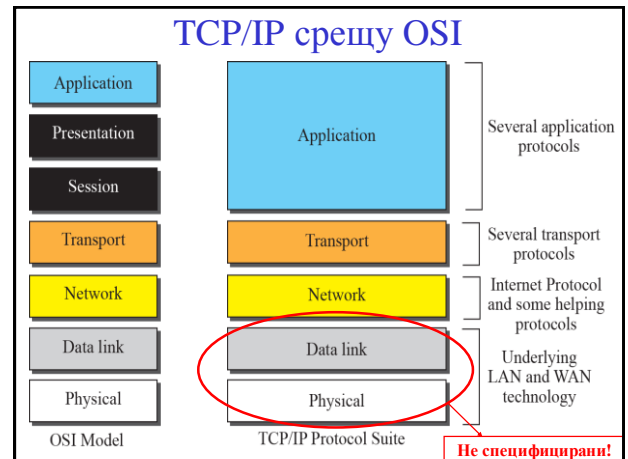 TCP/IP срещу OSI
Application
Presentation
Session
Transport
Network
Data link
Physical
OSI Model
Application
Transport
Network
Data link
Physical
TCP/IP Protocol Suite
Several application
protocols
Several transport
protocols
Internet Protocol
and some helping
protocols
Underlying
LAN and WAN
technology
Не специфицирани!